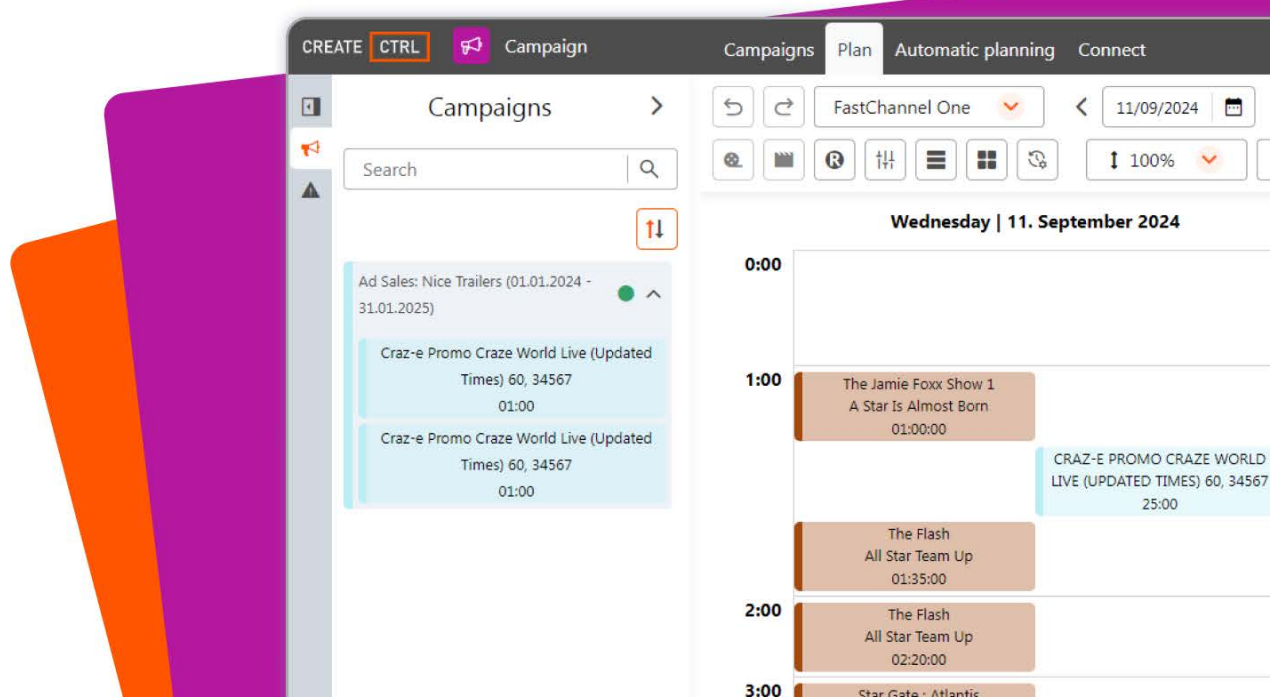 CREATE CTRL Campaign
Campaigns Plan Automatic planning Connect
Campaigns
FastChannel One
11/09/2024
Search
100%
Wednesday | 11. September 2024
Ad Sales: Nice Trailers (01.01.2024 -
31.01.2025)
Craz-e Promo Craze World Live (Updated
Times) 60, 34567
01:00
Craz-e Promo Craze World Live (Updated
Times) 60, 34567
01:00
0:00
1:00
The Jamie Foxx Show 1
A Star Is Almost Born
01:00:00
CRAZ-E PROMO CRAZE WORLD
LIVE (UPDATED TIMES) 60, 34567
25:00
The Flash
All Star Team Up
01:35:00
2:00
The Flash
All Star Team Up
02:20:00
3:00
Star Gate : Atlantis